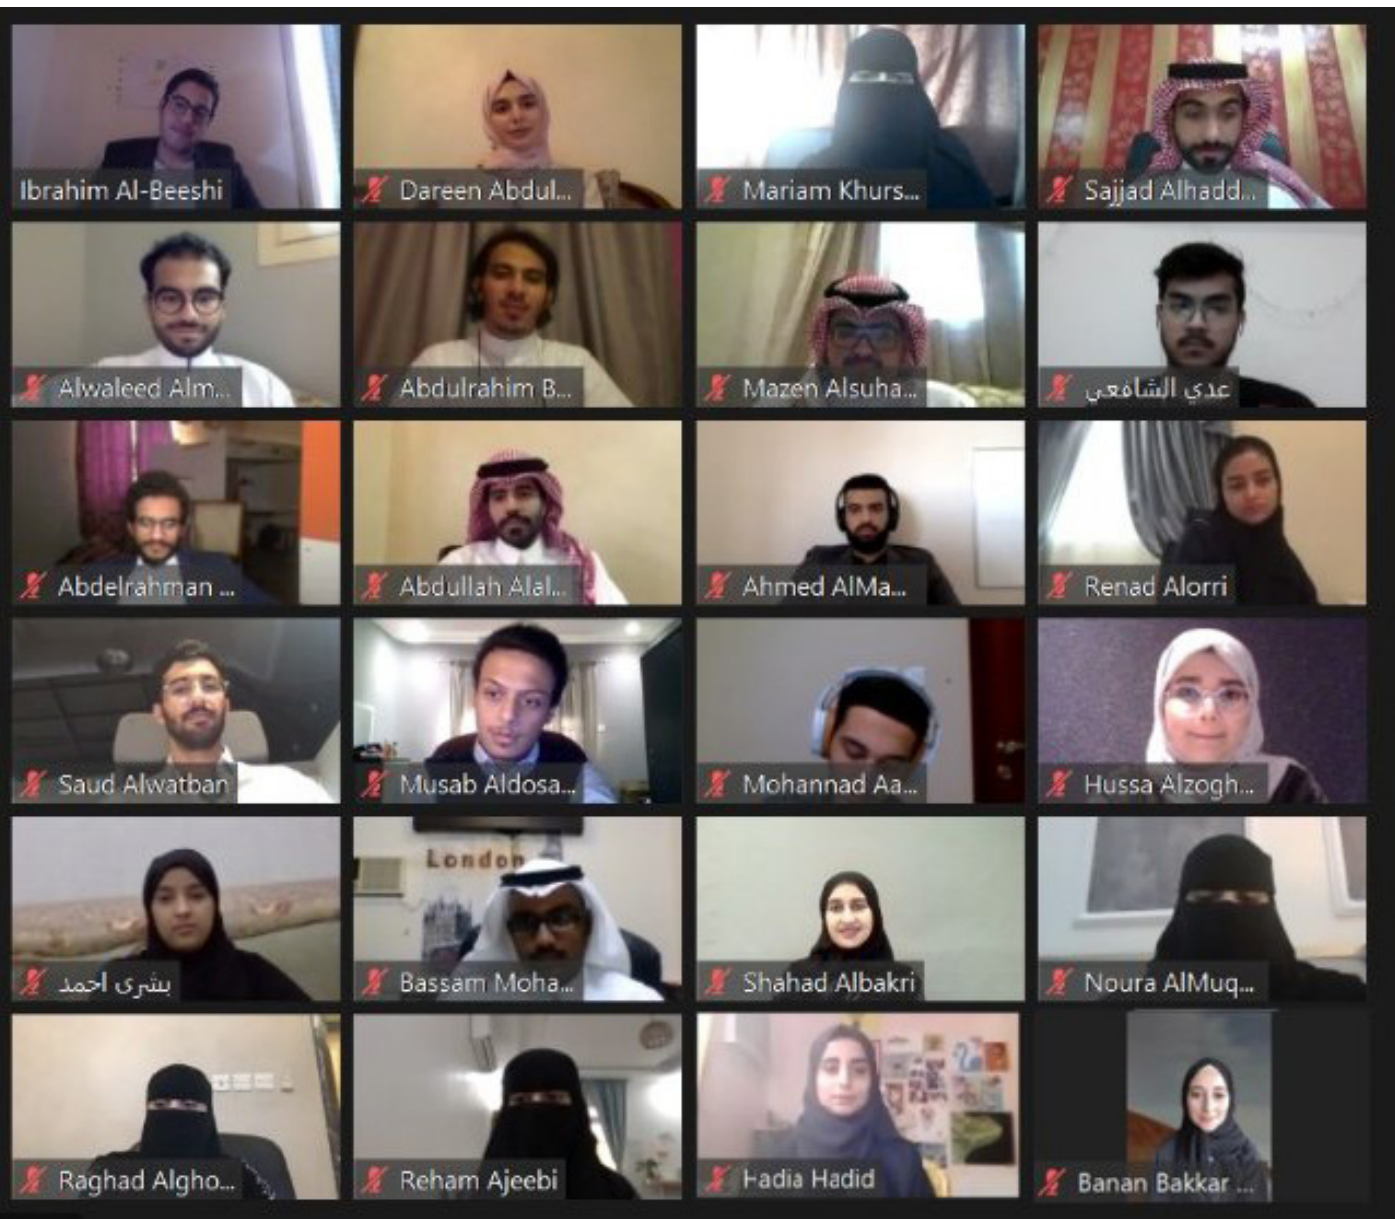 Ibrahim Al-Beeshi
Dareen Abdul...
Mariam Khurs...
Sajjad Alhadd...
Alwaleed Alm...
Abdulrahim B...
Mazen Alsuha...
عدي الشافعي
Abdelrahman ...
Abdullah Alal...
Ahmed AlMa...
Renad Alorri
Saud Alwatban
Musab Aldosa...
Mohannad Aa...
Hussa Alzogh...
بشرى احمد
London
Bassam Moha...
Shahad Albakri
Noura AlMuq...
Raghad Algho...
Reham Ajeebi
Hadia Hadid
Banan Bakkar ...